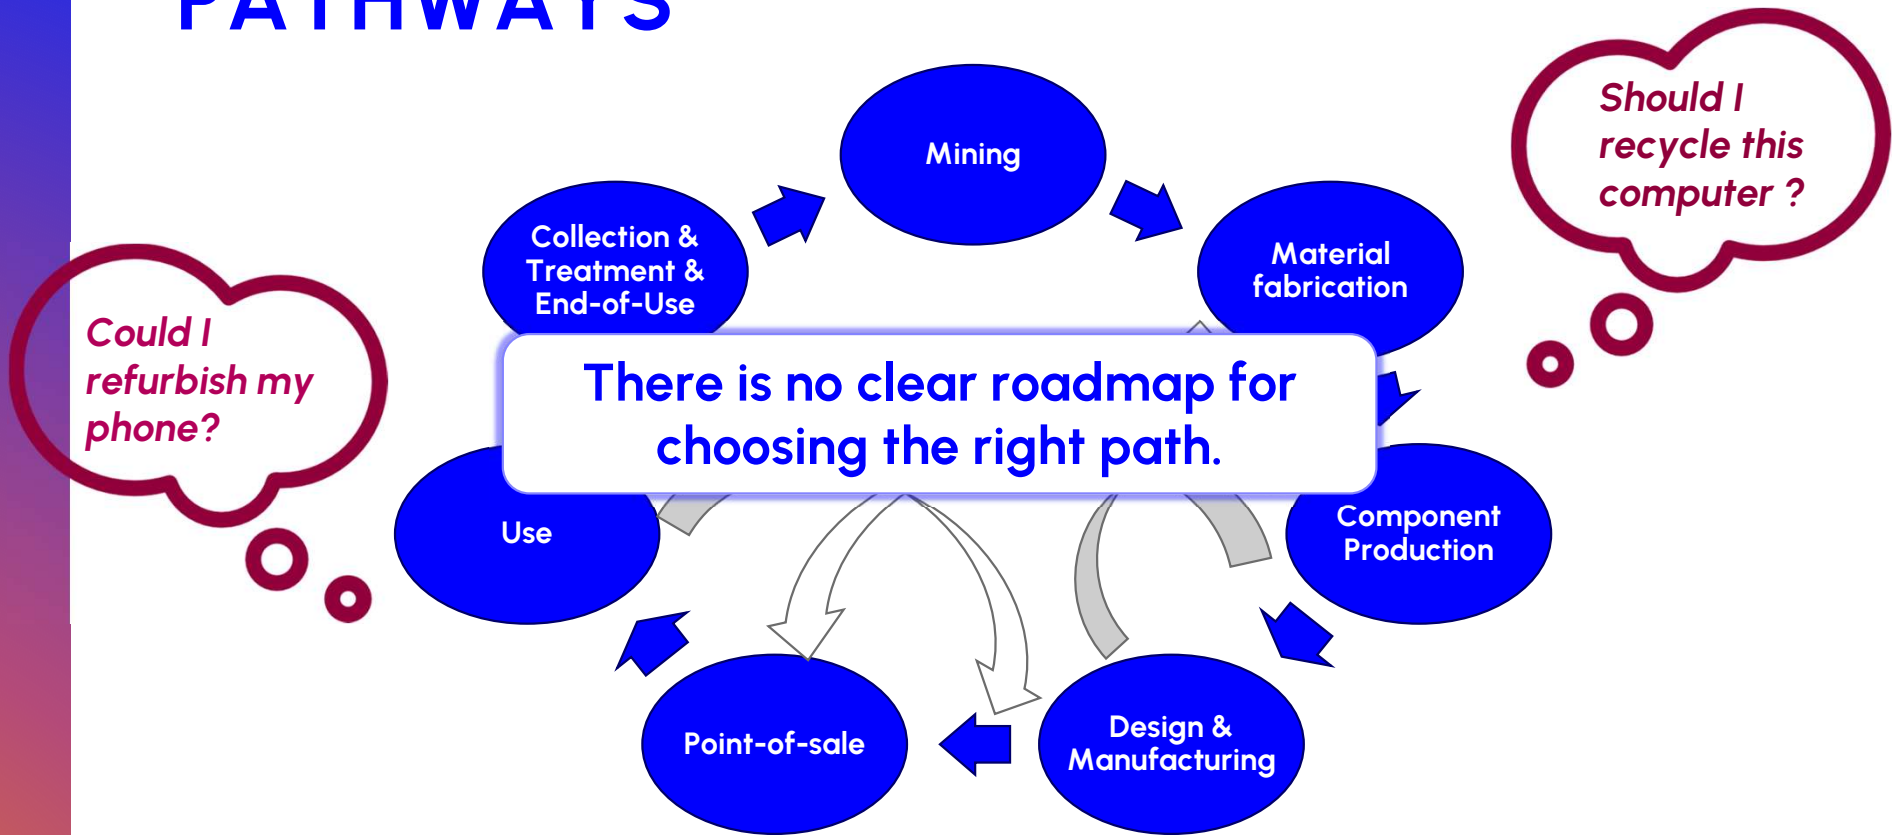 PATHWAYS
Should I
recycle this
computer ?
Mining
Collection &
Treatment &
End-of-Use
Material
fabrication
Could I
refurbish my
phone?
There is no clear roadmap for
choosing the right path.
Use
Component
Production
Point-of-sale
Design &
Manufacturing